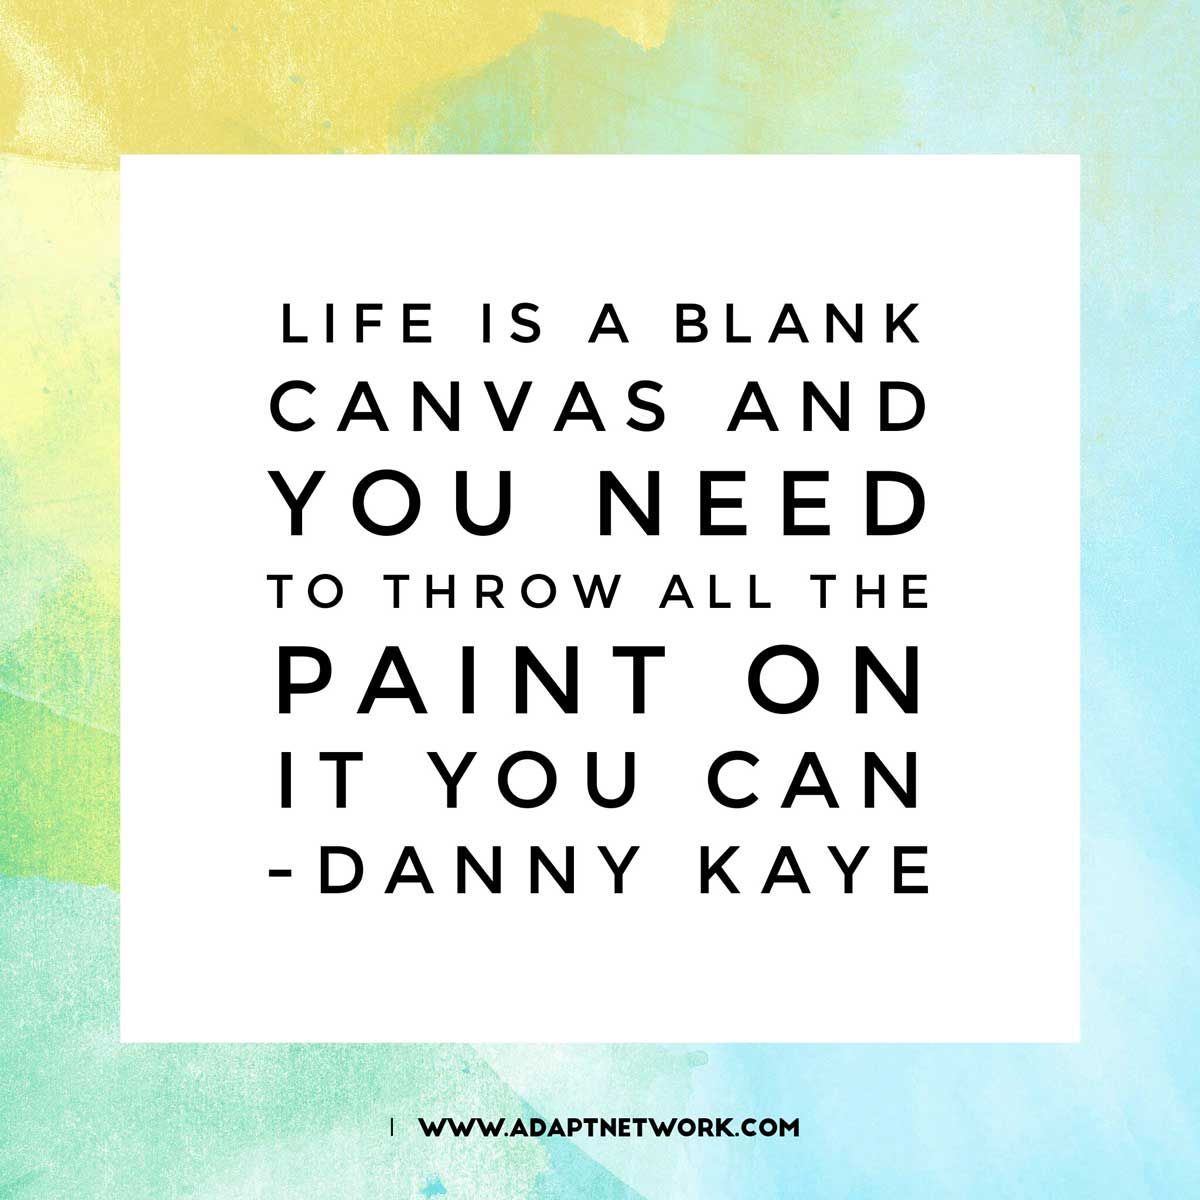 LIFE IS A BLANK
CANVAS AND
YOU NEED
TO THROW ALL THE
PAINT ON
IT YOU CAN
-DANNY KAYE
| WWW.ADAPTNETWORK.COM